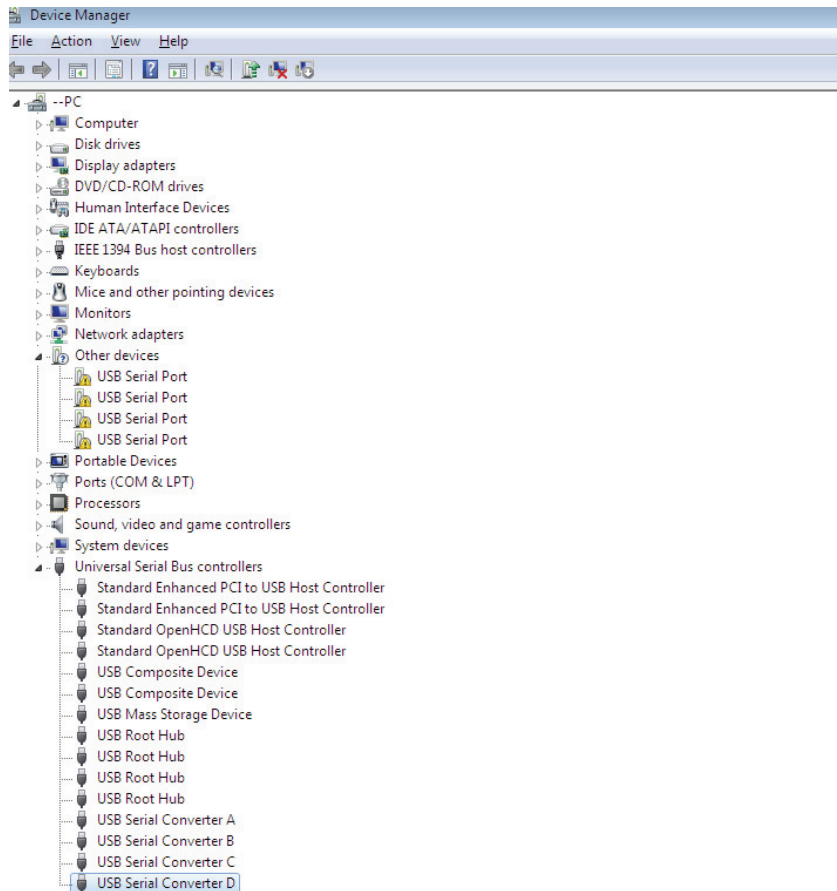 Device Manager
File Action View Help
--PC
Computer
Disk drives
Display adapters
DVD/CD-ROM drives
Human Interface Devices
IDE ATA/ATAPI controllers
IEEE 1394 Bus host controllers
Keyboards
Mice and other pointing devices
Monitors
Network adapters
Other devices
USB Serial Port
USB Serial Port
USB Serial Port
USB Serial Port
Portable Devices
Ports (COM & LPT)
Processors
Sound, video and game controllers
System devices
Universal Serial Bus controllers
Standard Enhanced PCI to USB Host Controller
Standard Enhanced PCI to USB Host Controller
Standard OpenHCD USB Host Controller
Standard OpenHCD USB Host Controller
USB Composite Device
USB Composite Device
USB Mass Storage Device
USB Root Hub
USB Root Hub
USB Root Hub
USB Root Hub
USB Serial Converter A
USB Serial Converter B
USB Serial Converter C
USB Serial Converter D